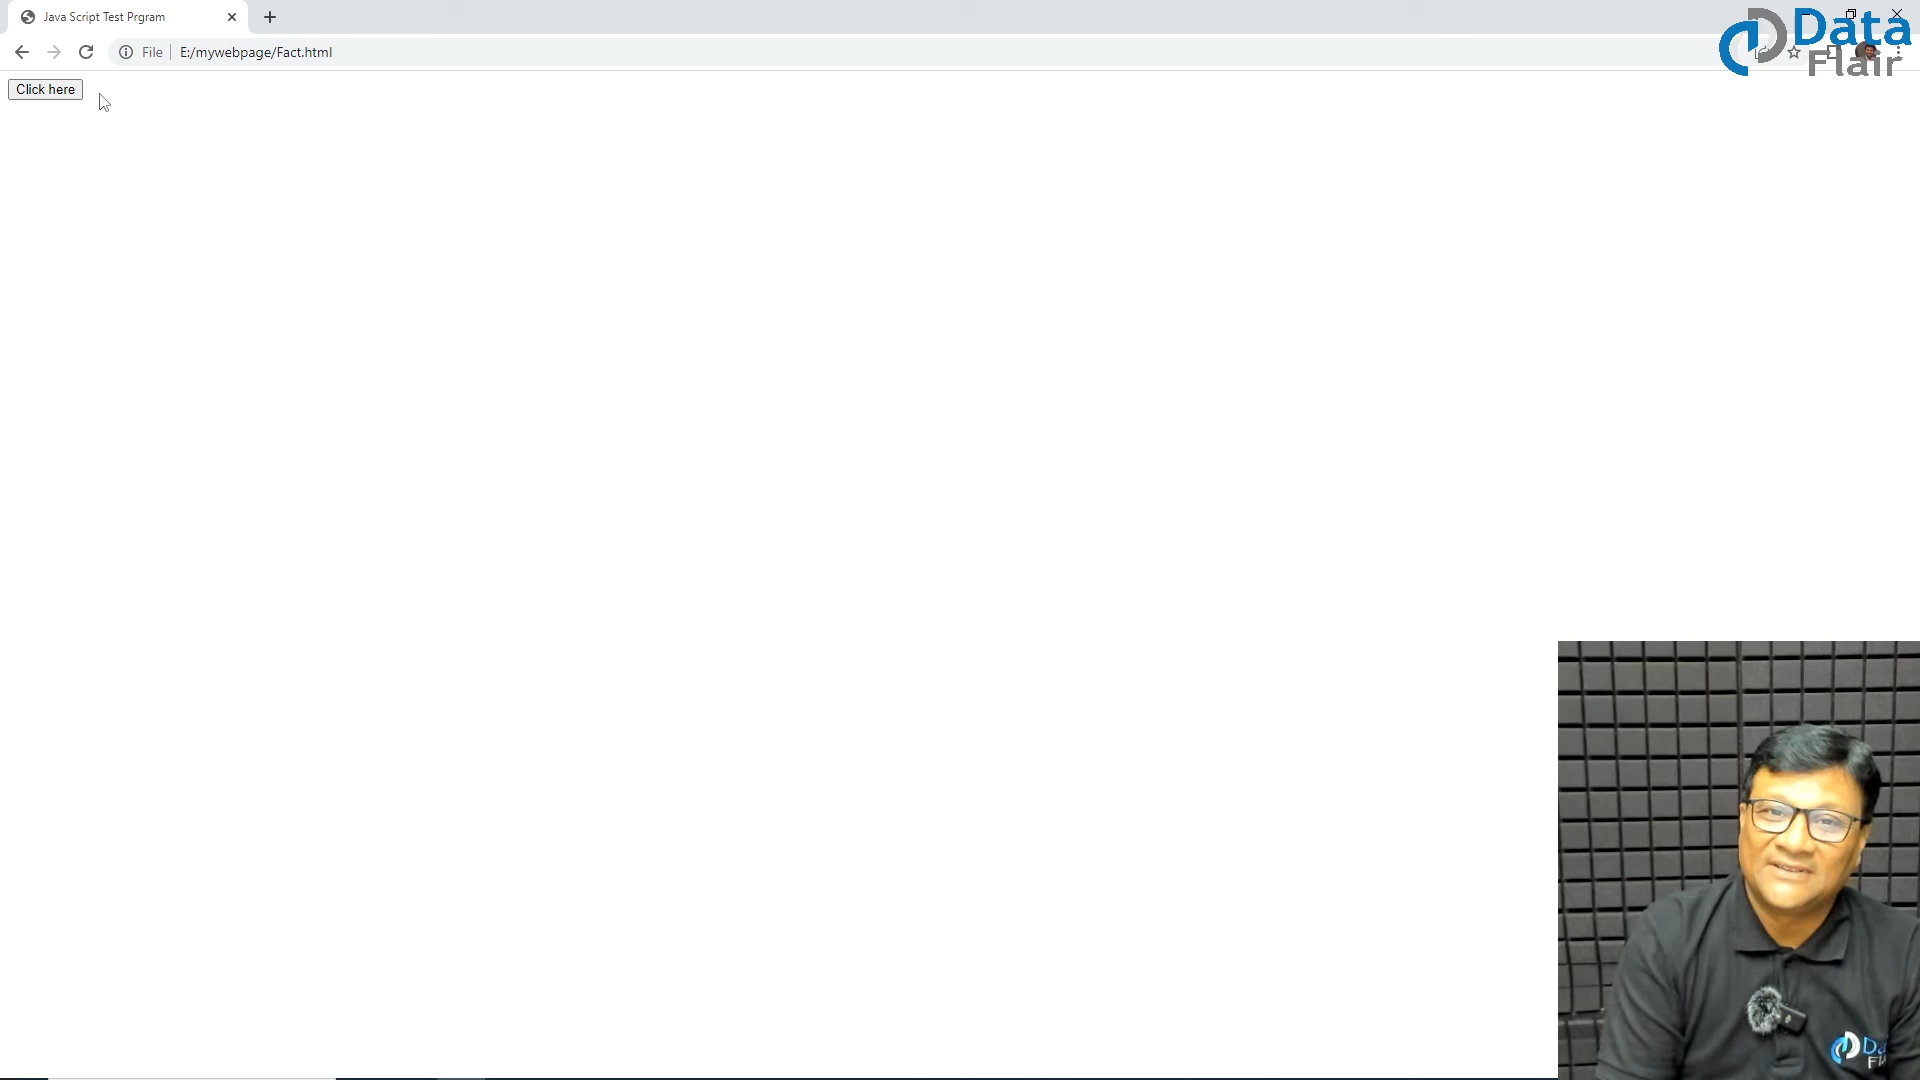 Java Script Test Prgram
File
E:/mywebpage/Fact.html
Data
Flair
Click here